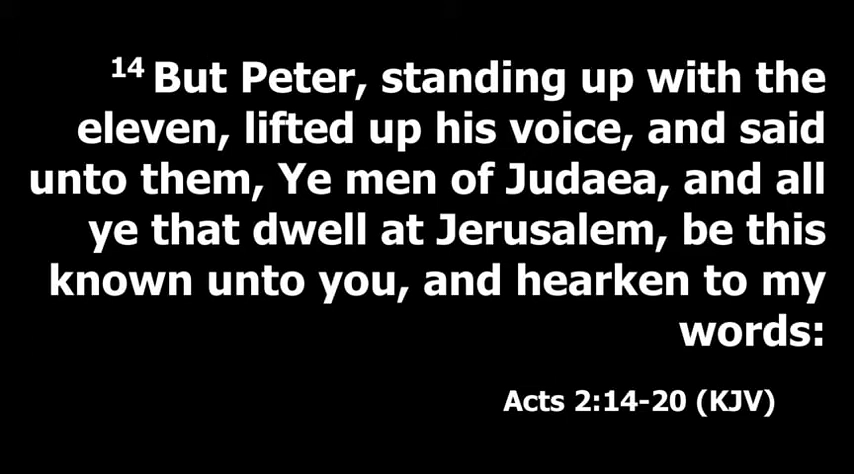 14 But Peter, standing up with the
eleven, lifted up his voice, and said
unto them, Ye men of Judaea, and all
ye that dwell at Jerusalem, be this
known unto you, and hearken to my
words:
Acts 2:14-20 (KJV)